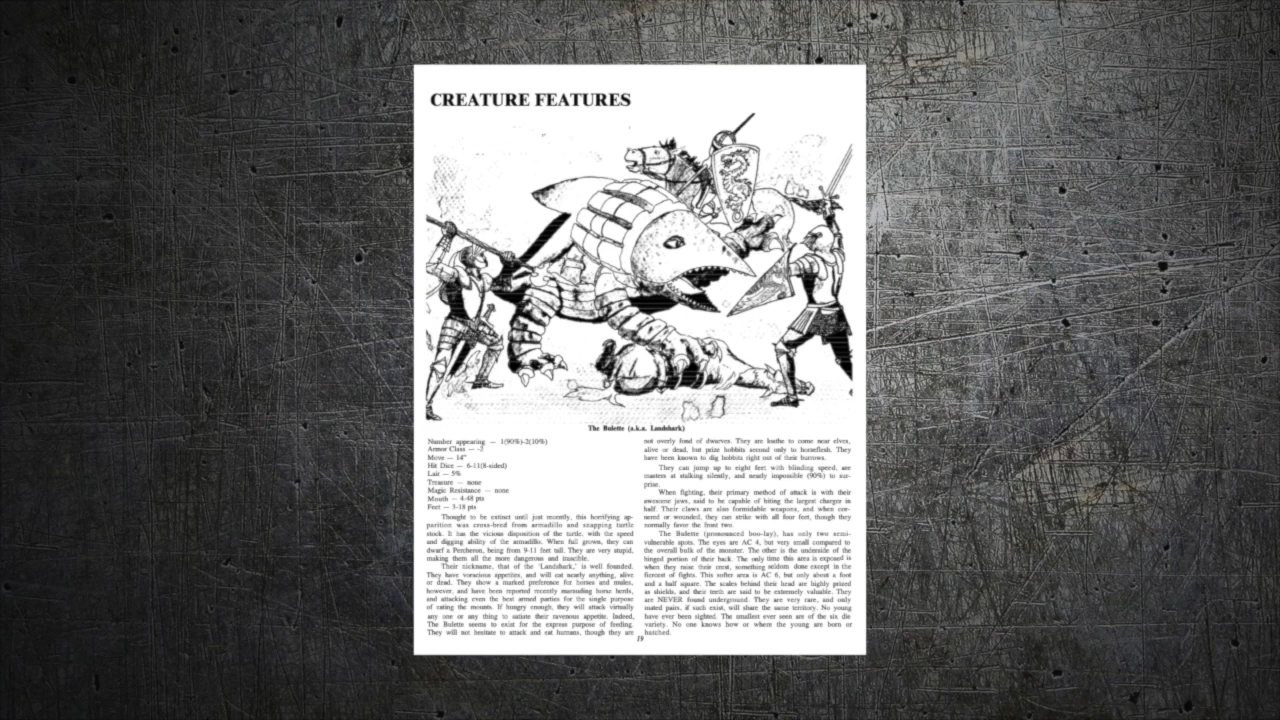 CREATURE FEATURES
The Bulette (a.k.a. Landshark)
Number appearing — 1(90%)-2(10%)
Armor Class — -2
Move — 14"
Hit Dice — 6-11(8-sided)
Lair — 5%
Treasure — none
Magic Resistance — none
Mouth — 4-48 pts
Feet — 3-18 pts
Thought to be extinct until just recently, this horrifying ap-
parition was cross-bred from armadillo and snapping turtle
stock. It has the vicious disposition of the turtle, with the speed
and digging ability of the armadillo. When full grown, they can
dwarf a Percheron, being from 9-11 feet tall. They are very stupid,
making them all the more dangerous and irascible.
Their nickname, that of the 'Landshark,' is well founded.
They have voracious appetites, and will eat nearly anything, alive
or dead. They show a marked preference for horses and mules,
however, and have been reported recently marauding horse herds,
and attacking even the best armed parties for the single purpose
of eating the mounts. If hungry enough, they will attack virtually
any one or any thing to satiate their ravenous appetite. Indeed,
The Bulette seems to exist for the express purpose of feeding.
They will not hesitate to attack and eat humans, though they are
not overly fond of dwarves. They are loathe to come near elves,
alive or dead, but prize hobbits second only to horseflesh. They
have been known to dig hobbits right out of their burrows.
They can jump up to eight feet with blinding speed, are
masters at stalking silently, and nearly impossible (90%) to sur-
prise.
When fighting, their primary method of attack is with their
awesome jaws, said to be capable of biting the largest charger in
half. Their claws are also formidable weapons, and when cor-
nered or wounded, they can strike with all four feet, though they
normally favor the front two.
The Bulette (pronounced boo-lay), has only two semi-
vulnerable spots. The eyes are AC 4, but very small compared to
the overall bulk of the monster. The other is the underside of the
hinged portion of their back. The only time this area is exposed is
when they raise their crest, something seldom done except in the
fiercest of fights. This softer area is AC 6, but only about a foot
and a half square. The scales behind their head are highly prized
as shields, and their teeth are said to be extremely valuable. They
are NEVER found underground. They are very rare, and only
mated pairs, if such exist, will share the same territory. No young
have ever been sighted. The smallest ever seen are of the six die
variety. No one knows how or where the young are born or
hatched.
19